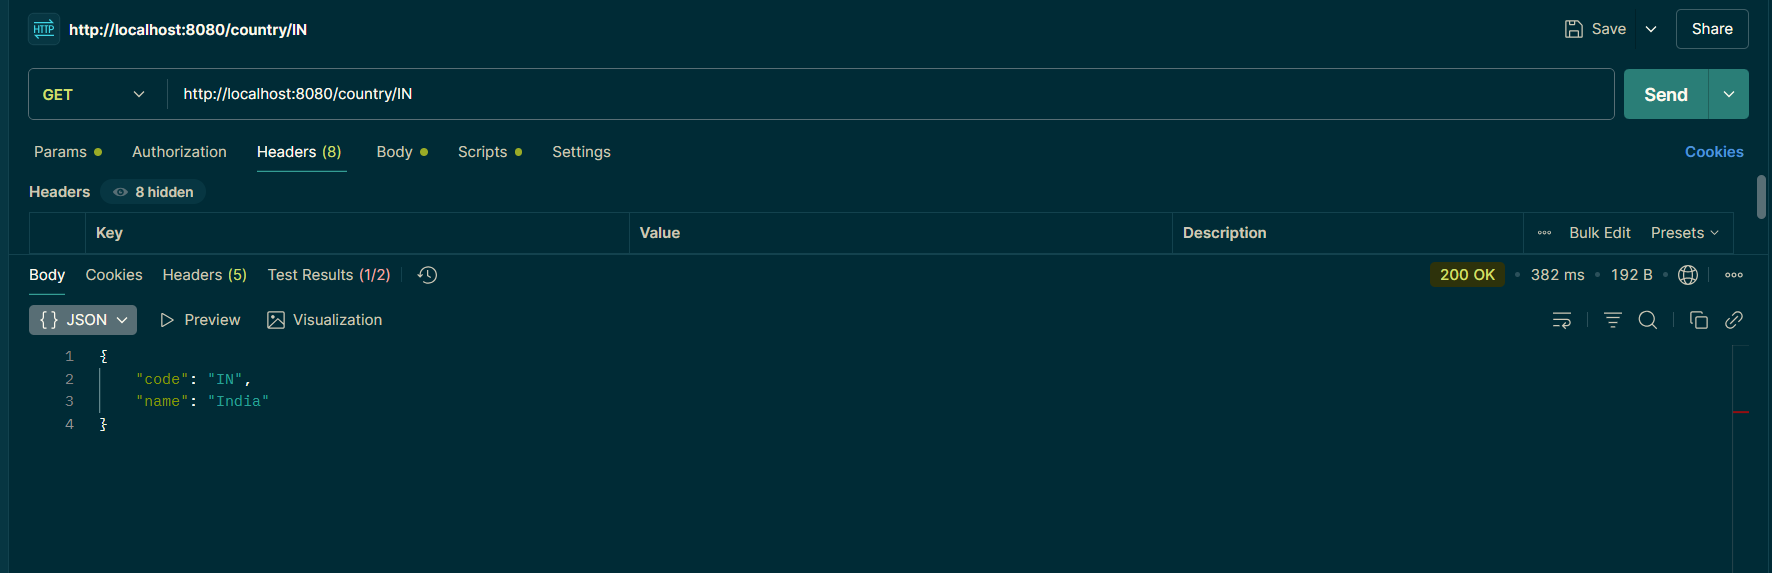 HTTP http://localhost:8080/country/IN Save Share
GET http://localhost:8080/country/IN Send
Params Authorization Headers (8) Body Scripts Settings Cookies
Headers 8 hidden
Key Value Description Bulk Edit Presets
Body Cookies Headers (5) Test Results (1/2) 200 OK 382 ms 192 B
{} JSON Preview Visualization
1 {
2 "code": "IN",
3 "name": "India"
4 }